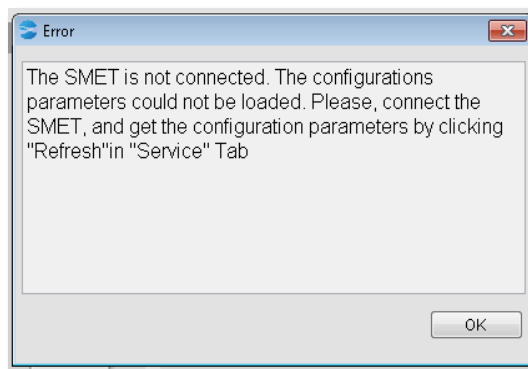 Error
The SMET is not connected. The configurations
parameters could not be loaded. Please, connect the
SMET, and get the configuration parameters by clicking
"Refresh"in "Service" Tab
OK